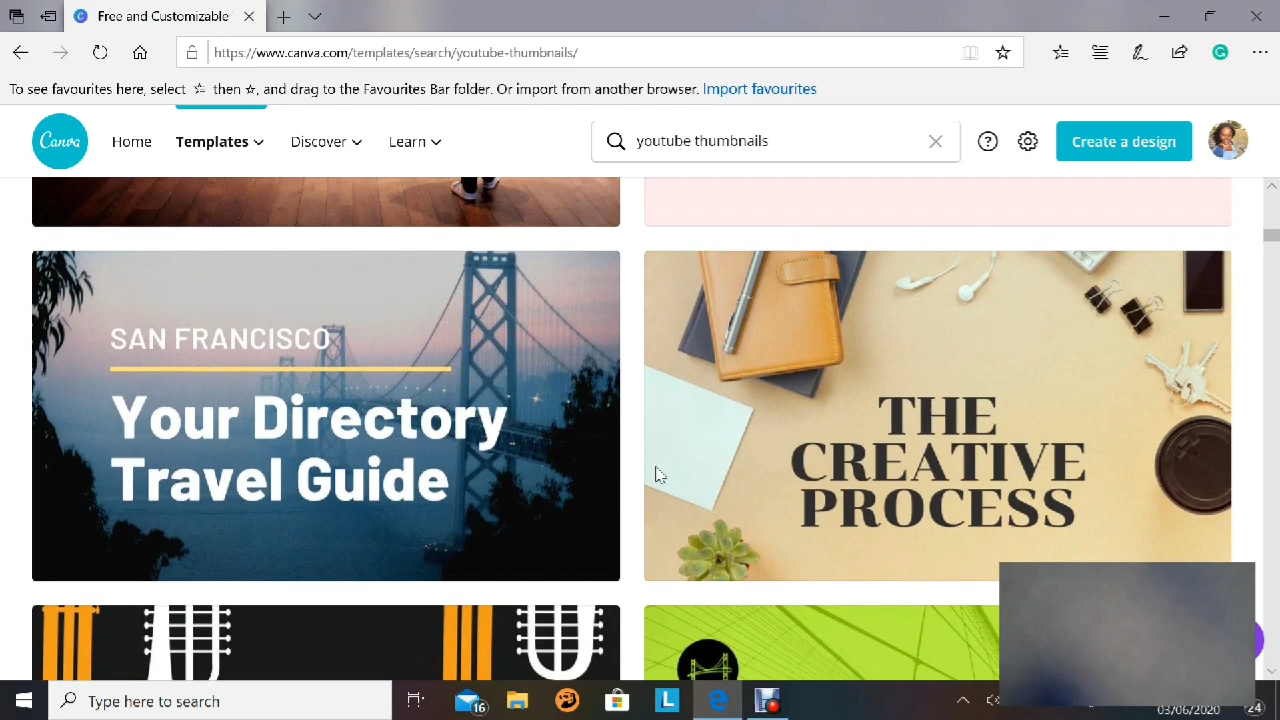 Free and Customizable
https://www.canva.com/templates/search/youtube-thumbnails/
To see favourites here, select then , and drag to the Favourites Bar folder. Or import from another browser. Import favourites
Canva Home Templates Discover Learn youtube thumbnails Create a design
SAN FRANCISCO
Your Directory
Travel Guide
THE
CREATIVE
PROCESS
Type here to search
16
L
03/06/2020
24